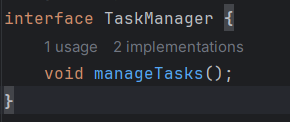 interface TaskManager {
1 usage   2 implementations
void manageTasks();
}